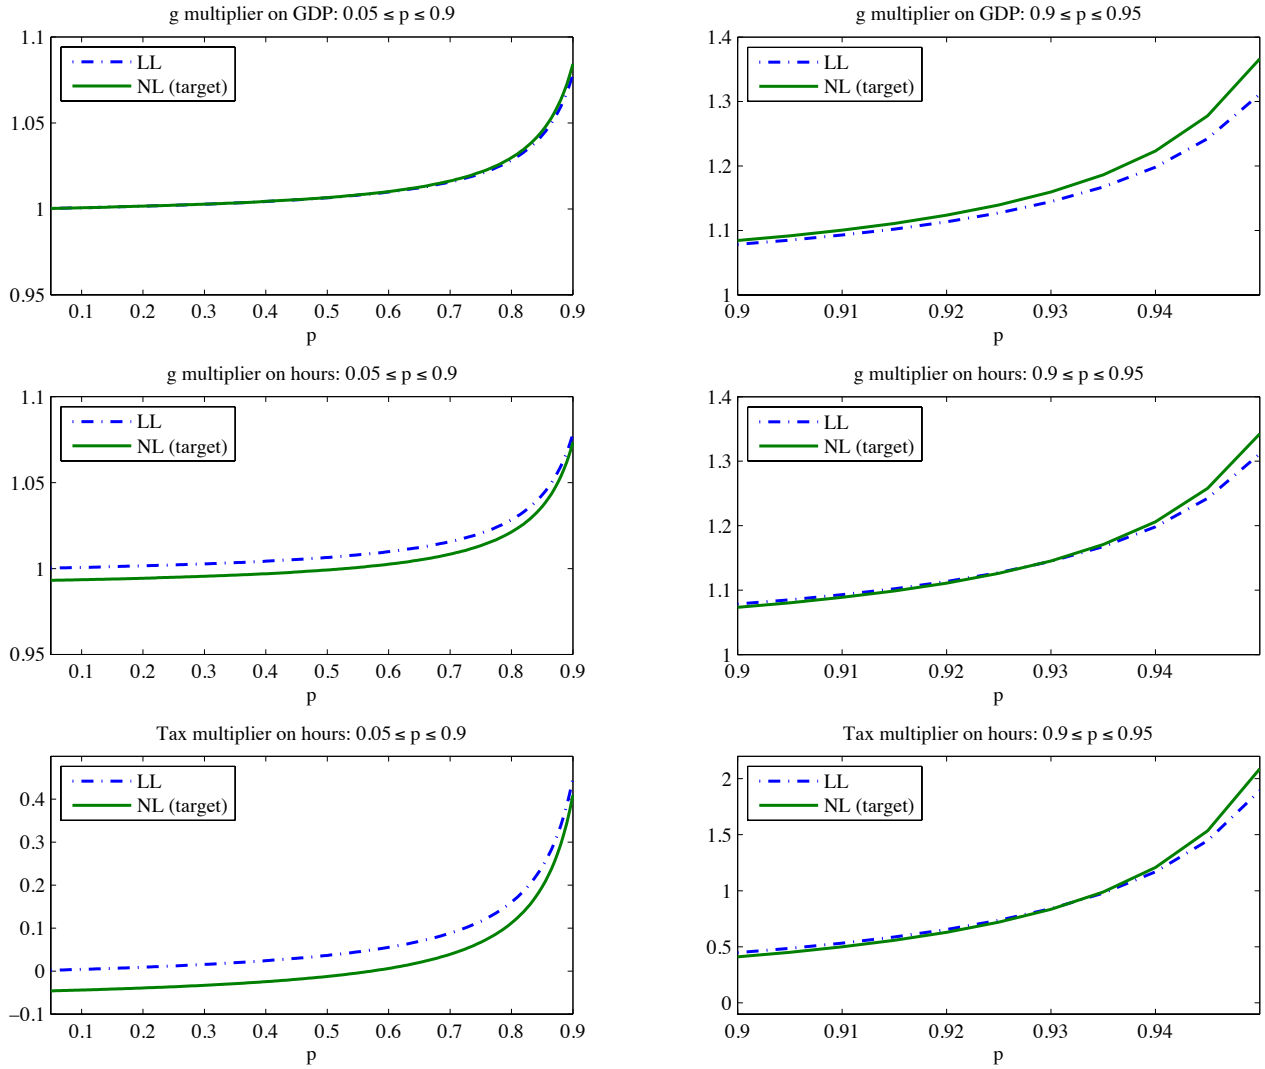 g multiplier on GDP: 0.05 ≤ p ≤ 0.9
1.1
1.05
1
0.95
LL
NL (target)
0.1 0.2 0.3 0.4 0.5 0.6 0.7 0.8 0.9
p
g multiplier on GDP: 0.9 ≤ p ≤ 0.95
1.4
1.3
1.2
1.1
1
LL
NL (target)
0.9 0.91 0.92 0.93 0.94
p
g multiplier on hours: 0.05 ≤ p ≤ 0.9
1.1
1.05
1
0.95
LL
NL (target)
0.1 0.2 0.3 0.4 0.5 0.6 0.7 0.8 0.9
p
g multiplier on hours: 0.9 ≤ p ≤ 0.95
1.4
1.3
1.2
1.1
1
LL
NL (target)
0.9 0.91 0.92 0.93 0.94
p
Tax multiplier on hours: 0.05 ≤ p ≤ 0.9
0.4
0.3
0.2
0.1
0
−0.1
LL
NL (target)
0.1 0.2 0.3 0.4 0.5 0.6 0.7 0.8 0.9
p
Tax multiplier on hours: 0.9 ≤ p ≤ 0.95
2
1.5
1
0.5
0
LL
NL (target)
0.9 0.91 0.92 0.93 0.94
p